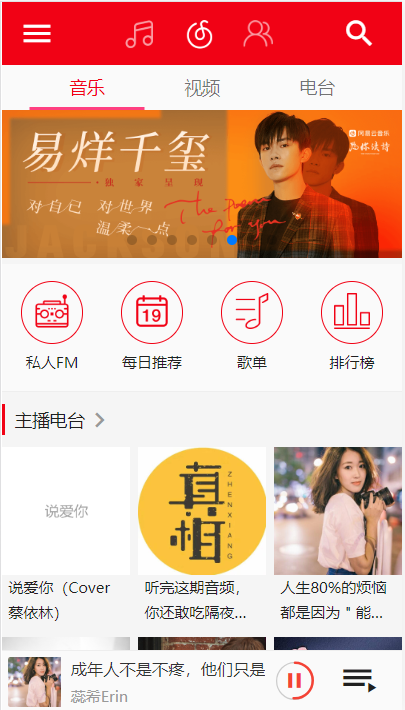 音乐 视频 电台
易烊千玺
网易云音乐
·独家呈现
为你读诗
对自己 对世界
温柔一点
The Poem
for you
JACKSON
19
私人FM 每日推荐 歌单 排行榜
主播电台
说爱你
真相
ZHENXIANG
说爱你（Cover 听完这期音频， 人生80%的烦恼
蔡依林） 你还敢吃隔夜... 都是因为＂能...
成年人不是不疼，他们只是
蕊希Erin